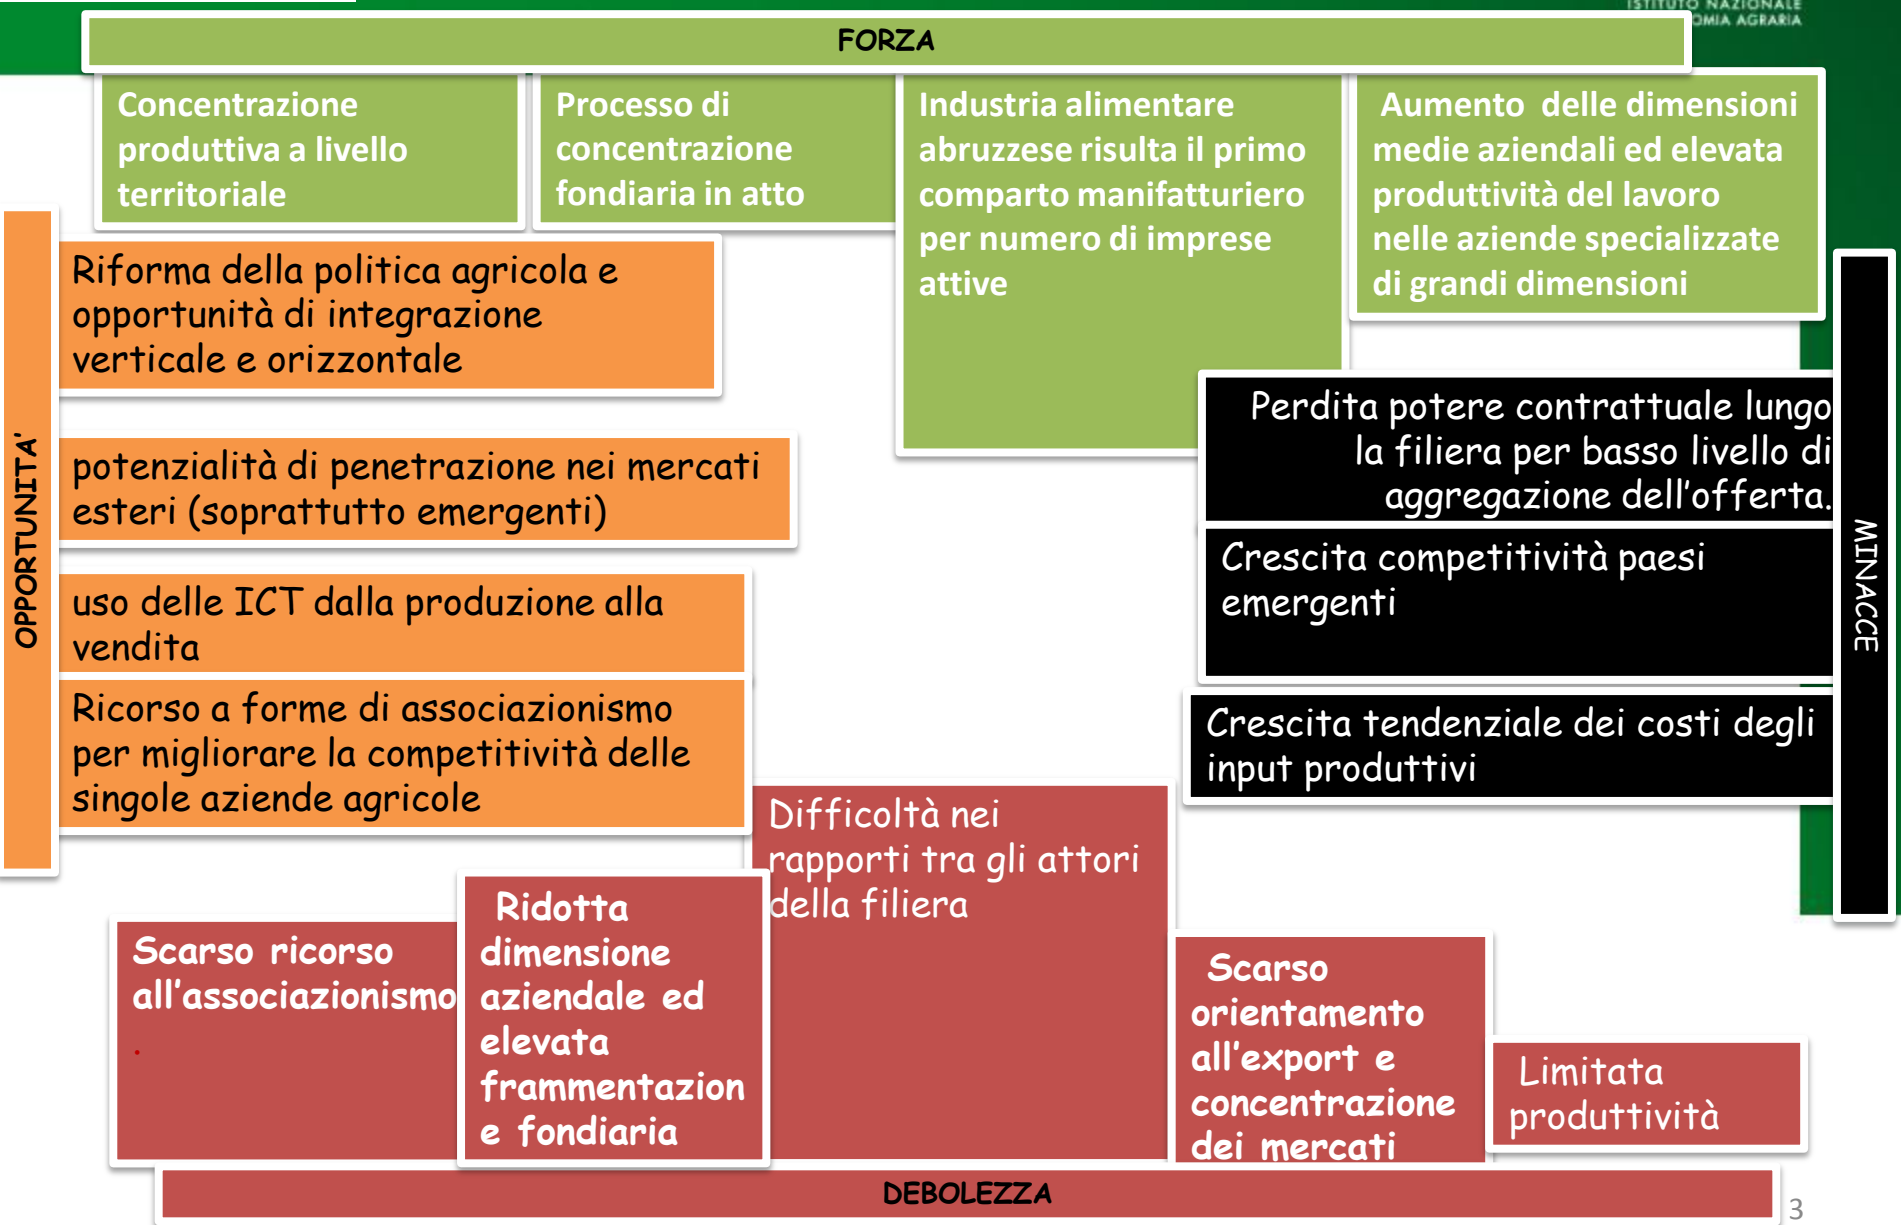 ISTITUTO NAZIONALE
OMIA AGRARIA
FORZA
Concentrazione
produttiva a livello
territoriale
Processo di
concentrazione
fondiaria in atto
Industria alimentare
abruzzese risulta il primo
comparto manifatturiero
per numero di imprese
attive
Aumento delle dimensioni
medie aziendali ed elevata
produttività del lavoro
nelle aziende specializzate
di grandi dimensioni
OPPORTUNITA'
Riforma della politica agricola e
opportunità di integrazione
verticale e orizzontale
potenzialità di penetrazione nei mercati
esteri (soprattutto emergenti)
uso delle ICT dalla produzione alla
vendita
Ricorso a forme di associazionismo
per migliorare la competitività delle
singole aziende agricole
MINACCE
Perdita potere contrattuale lungo
la filiera per basso livello di
aggregazione dell'offerta.
Crescita competitività paesi
emergenti
Crescita tendenziale dei costi degli
input produttivi
Scarso ricorso
all'associazionismo
.
Ridotta
dimensione
aziendale ed
elevata
frammentazion
e fondiaria
Difficoltà nei
rapporti tra gli attori
della filiera
Scarso
orientamento
all'export e
concentrazione
dei mercati
Limitata
produttività
DEBOLEZZA
3